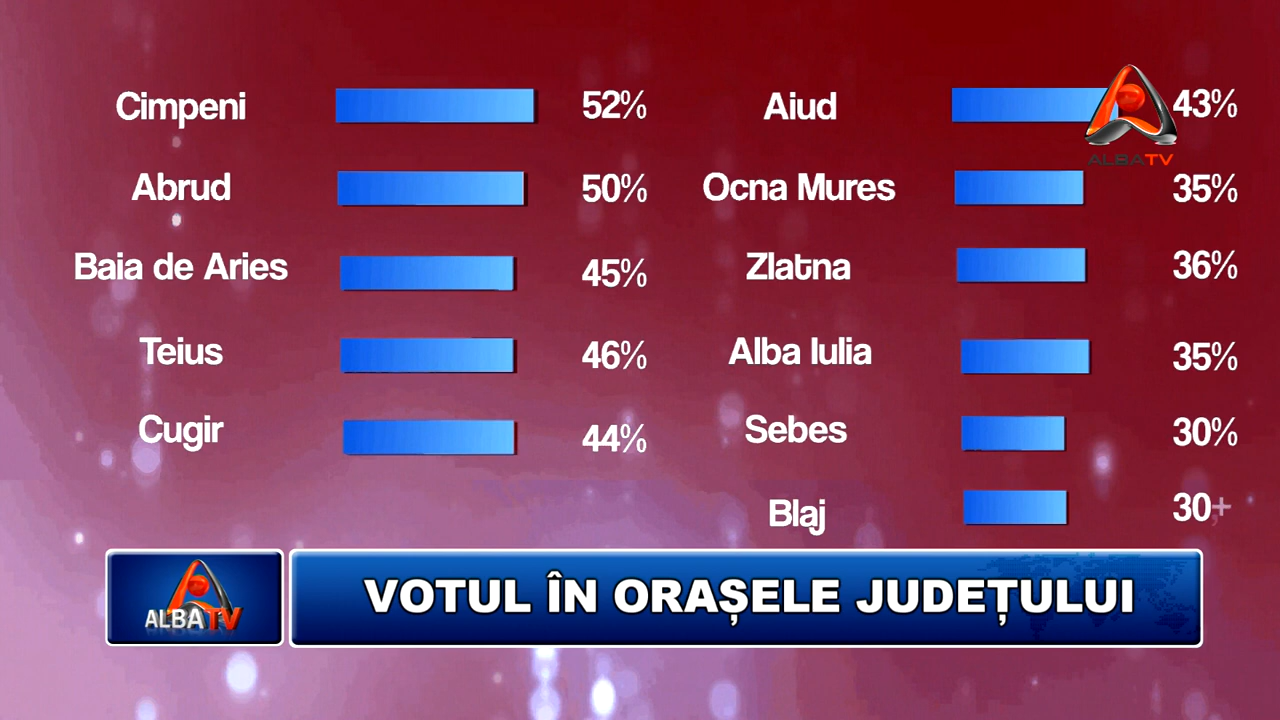 Cimpeni 52%
Abrud 50%
Baia de Aries 45%
Teius 46%
Cugir 44%
Aiud 43%
Ocna Mures 35%
Zlatna 36%
Alba Iulia 35%
Sebes 30%
Blaj 30+
ALBATV
ALBATV
VOTUL ÎN ORAȘELE JUDEȚULUI